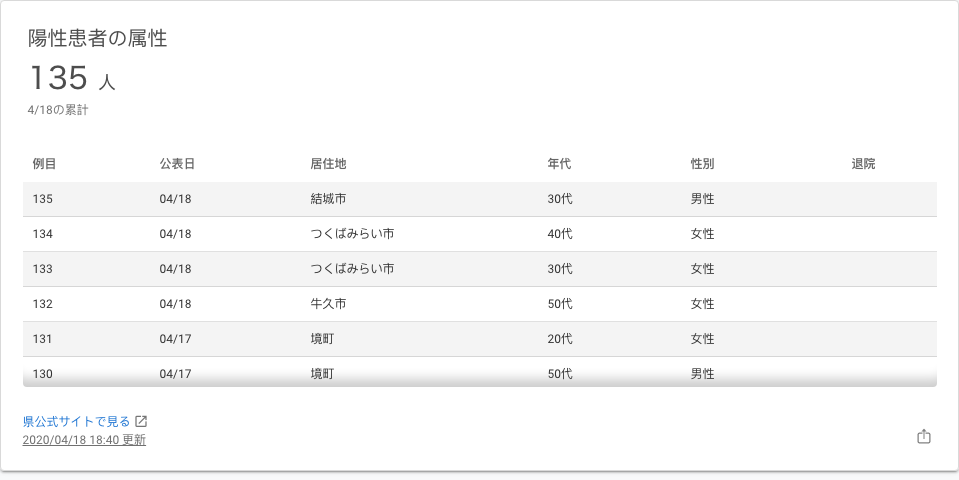 陽性患者の属性
135 人
4/18の累計
例目 公表日 居住地 年代 性別 退院
135 04/18 結城市 30代 男性
134 04/18 つくばみらい市 40代 女性
133 04/18 つくばみらい市 30代 女性
132 04/18 牛久市 50代 女性
131 04/17 境町 20代 女性
130 04/17 境町 50代 男性
県公式サイトで見る
2020/04/18 18:40 更新